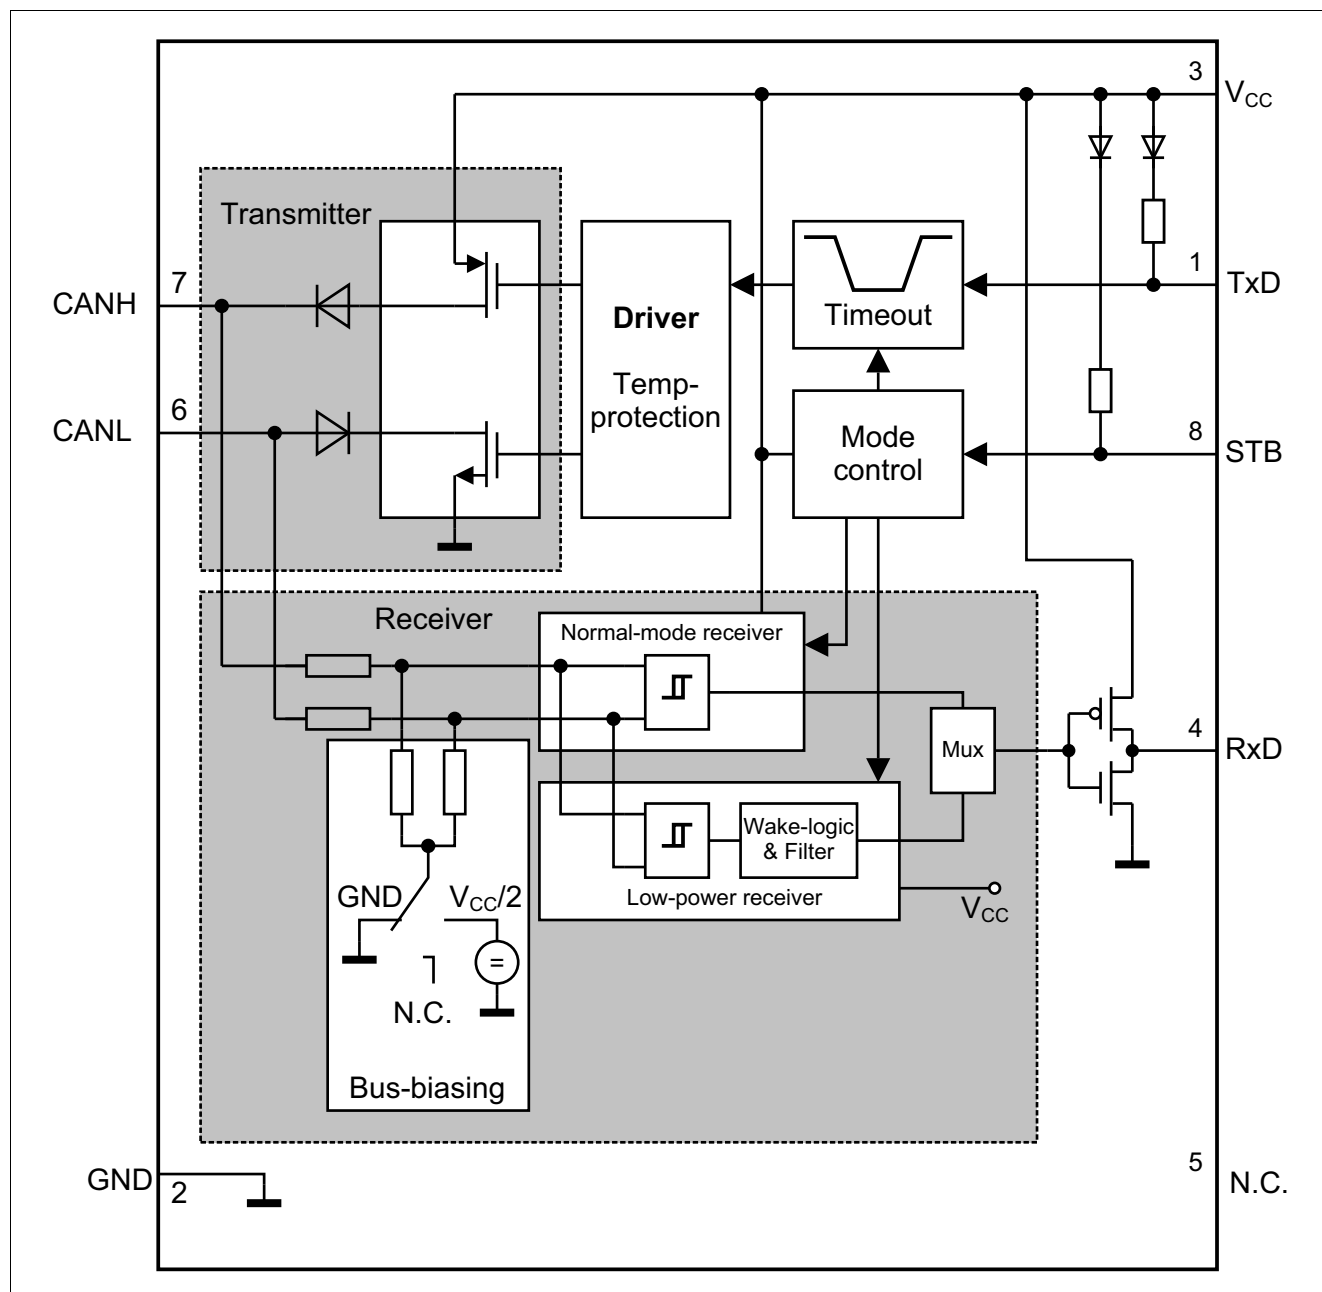 3
VCC
Transmitter
7
CANH
1
TxD
Driver
Timeout
Temp-
protection
6
CANL
Mode
control
8
STB
Receiver
Normal-mode receiver
4
RxD
Mux
Wake-logic
& Filter
GND
VCC/2
Low-power receiver
VCC
=
N.C.
Bus-biasing
GND
2
5
N.C.